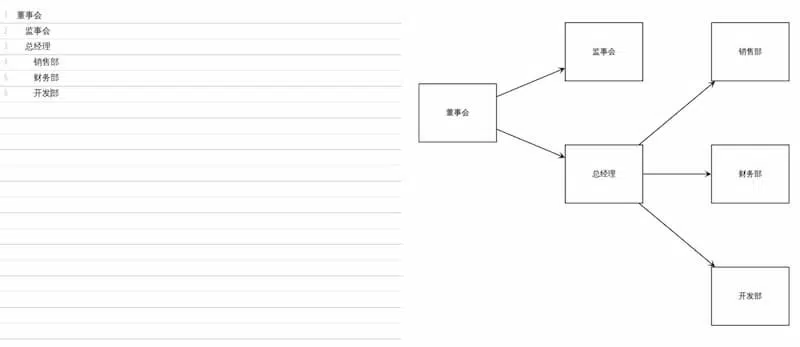 1 董事会
2 监事会
3 总经理
4 销售部
5 财务部
6 开发部
董事会
监事会
总经理
销售部
财务部
开发部